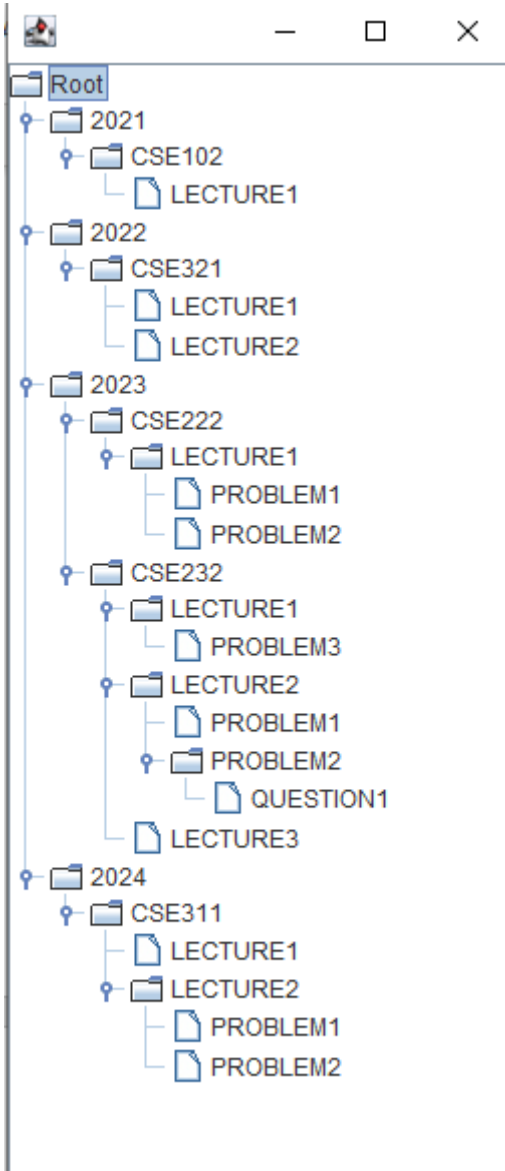 Root
2021
CSE102
LECTURE1
2022
CSE321
LECTURE1
LECTURE2
2023
CSE222
LECTURE1
PROBLEM1
PROBLEM2
CSE232
LECTURE1
PROBLEM3
LECTURE2
PROBLEM1
PROBLEM2
QUESTION1
LECTURE3
2024
CSE311
LECTURE1
LECTURE2
PROBLEM1
PROBLEM2